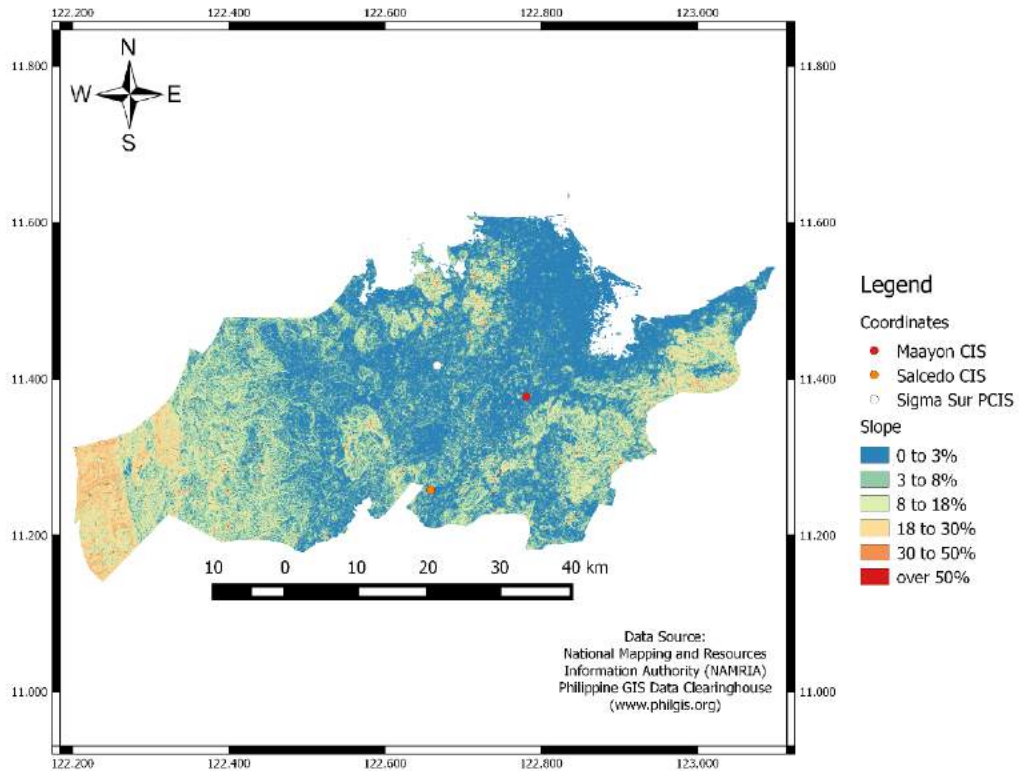 122.200 122.400 122.600 122.800 123.000
11.800 11.800
N
W E
S
11.600 11.600
Legend
Coordinates
Maayon CIS
Salcedo CIS
Sigma Sur PCIS
11.400 11.400
Slope
0 to 3%
3 to 8%
8 to 18%
18 to 30%
30 to 50%
over 50%
11.200 11.200
10 0 10 20 30 40 km
Data Source:
National Mapping and Resources
Information Authority (NAMRIA)
Philippine GIS Data Clearinghouse
(www.philgis.org)
11.000 11.000
122.200 122.400 122.600 122.800 123.000